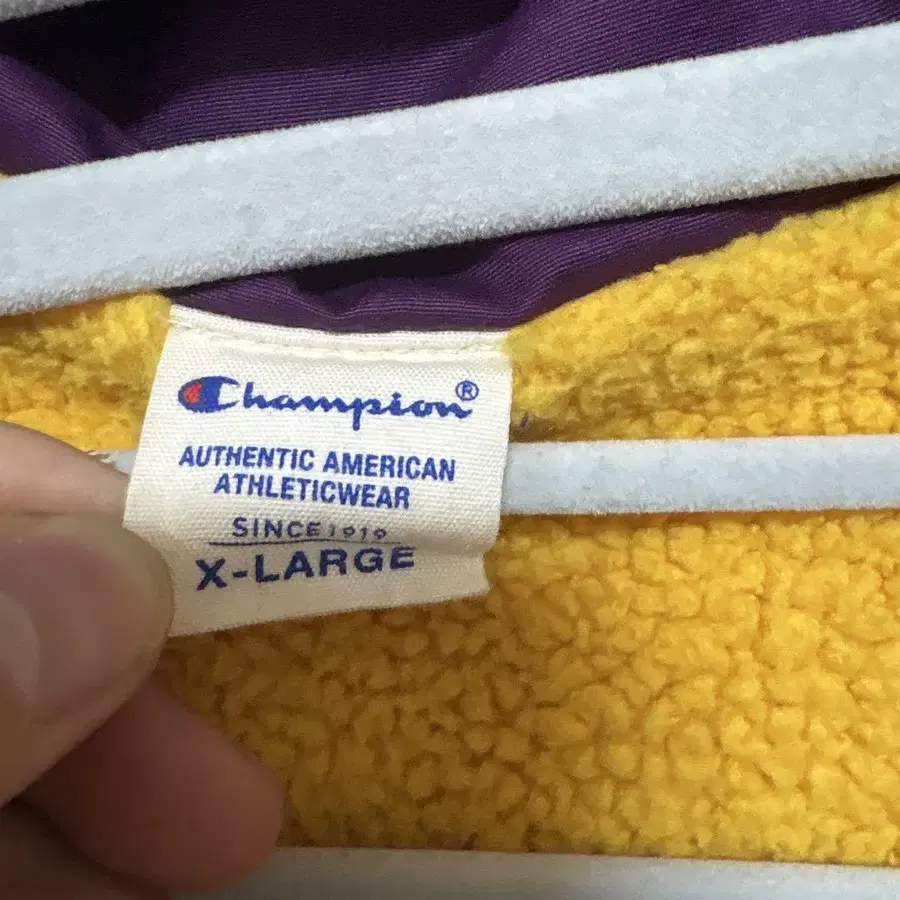 Champion®
AUTHENTIC AMERICAN
ATHLETICWEAR
SINCE 1919
X-LARGE